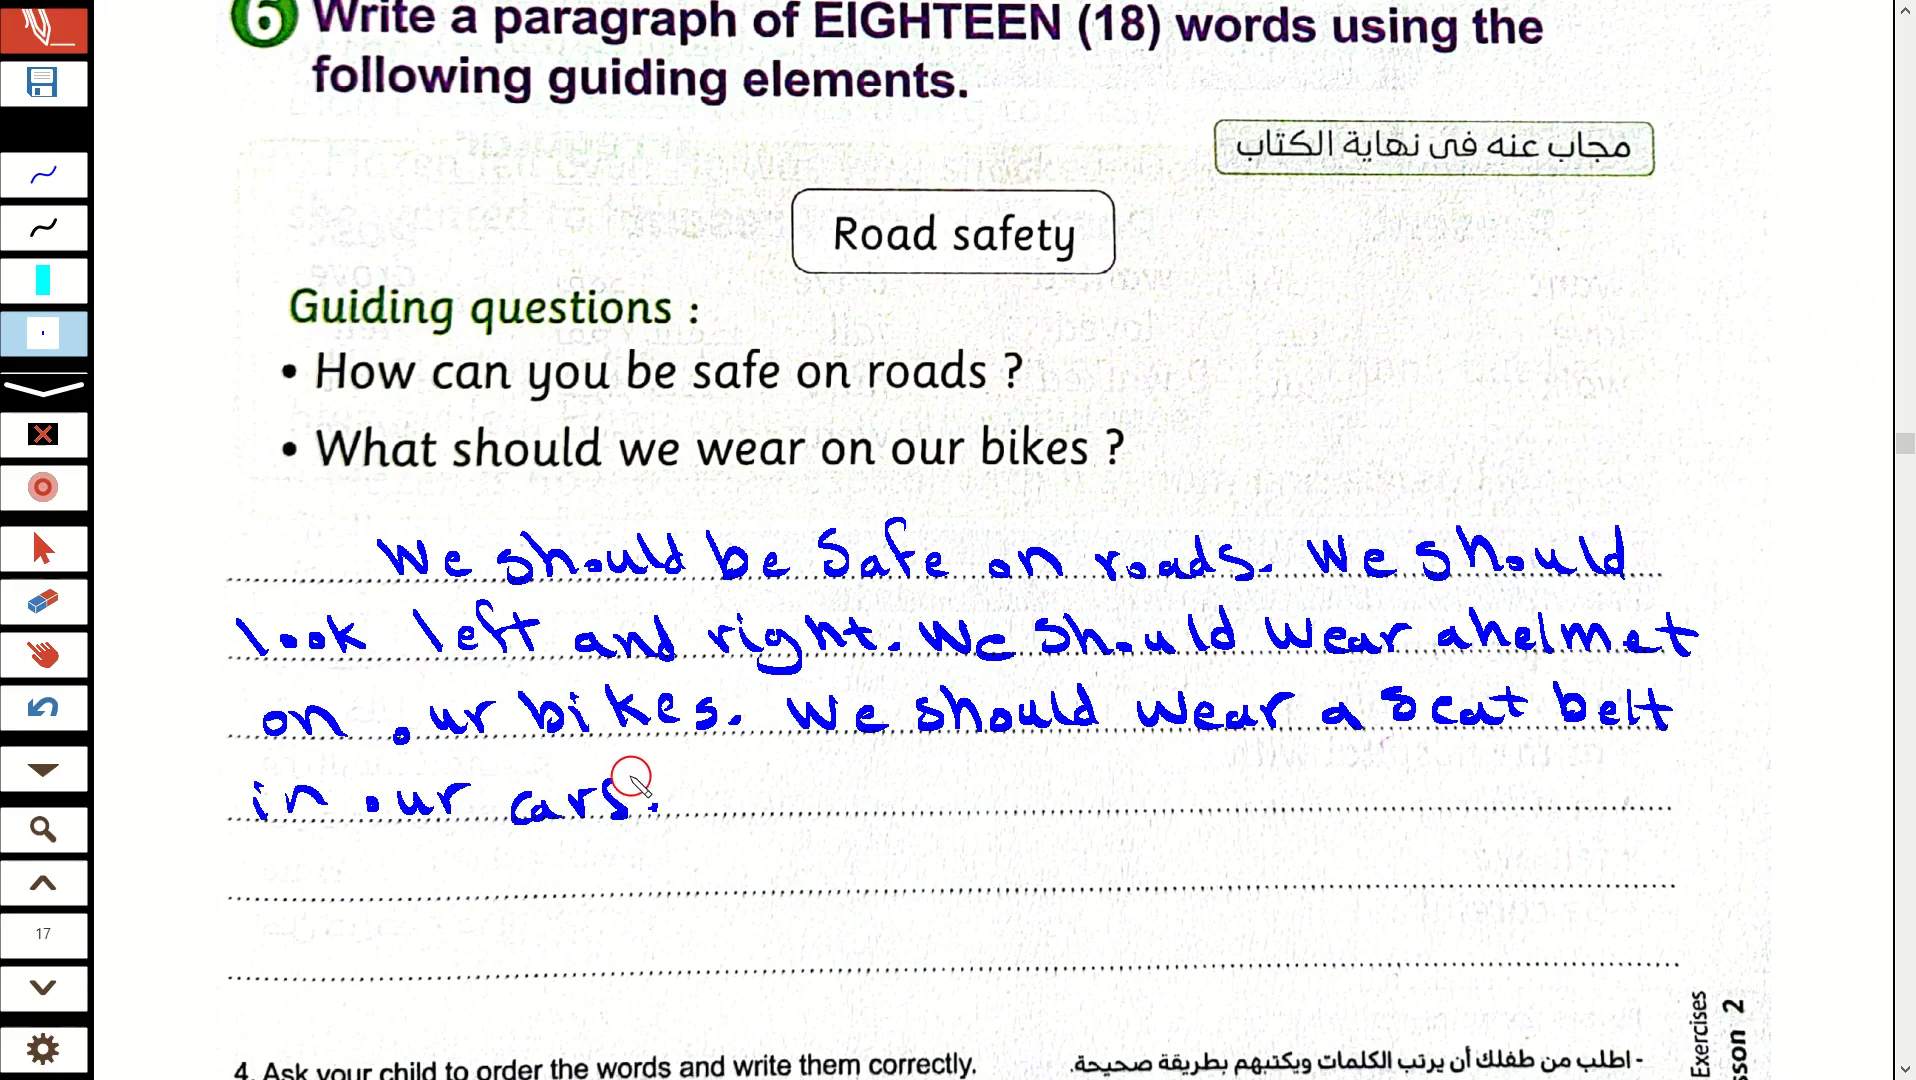 6 Write a paragraph of EIGHTEEN (18) words using the
following guiding elements.
مجاب عنه فى نهاية الكتاب
Road safety
Guiding questions :
• How can you be safe on roads ?
• What should we wear on our bikes ?
We should be Safe on roads. We should
look left and right. We should wear a helmet
on our bikes. We should wear a seat belt
in our cars.
17
Exercises
sson 2
4. Ask your child to order the words and write them correctly.
- اطلب من طفلك أن يرتب الكلمات ويكتبهم بطريقة صحيحة.